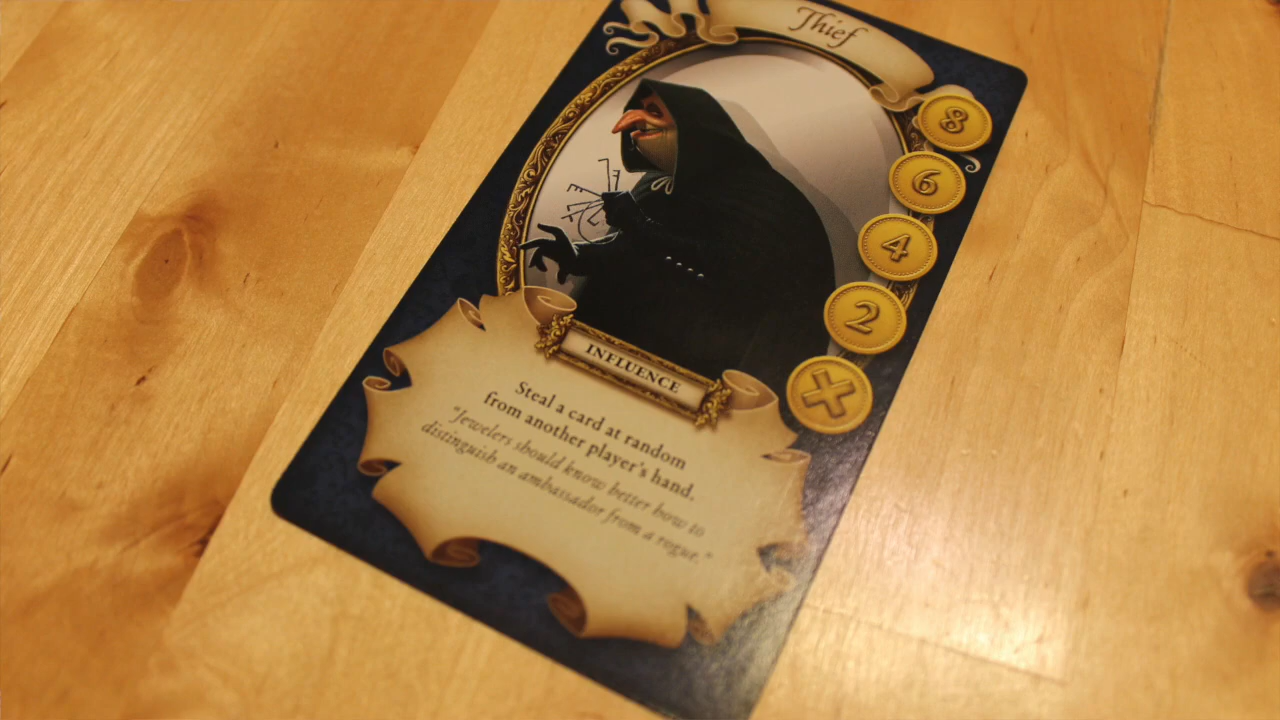 Thief
8
6
4
2
INFLUENCE
Steal a card at random
from another player's hand.
"Jewelers should know better how to
distinguish an ambassador from a rogue."